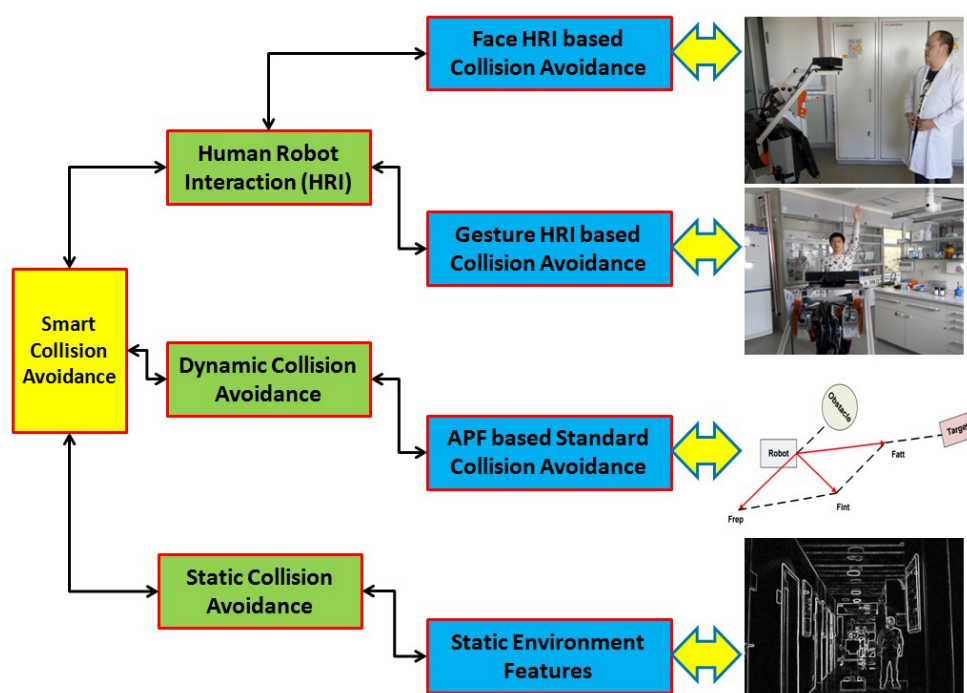 Face HRI based
Collision Avoidance
Human Robot
Interaction (HRI)
Gesture HRI based
Collision Avoidance
Smart
Collision
Avoidance
Dynamic Collision
Avoidance
APF based Standard
Collision Avoidance
Obstacle
Target
Robot
Fatt
Fint
Frep
Static Collision
Avoidance
Static Environment
Features